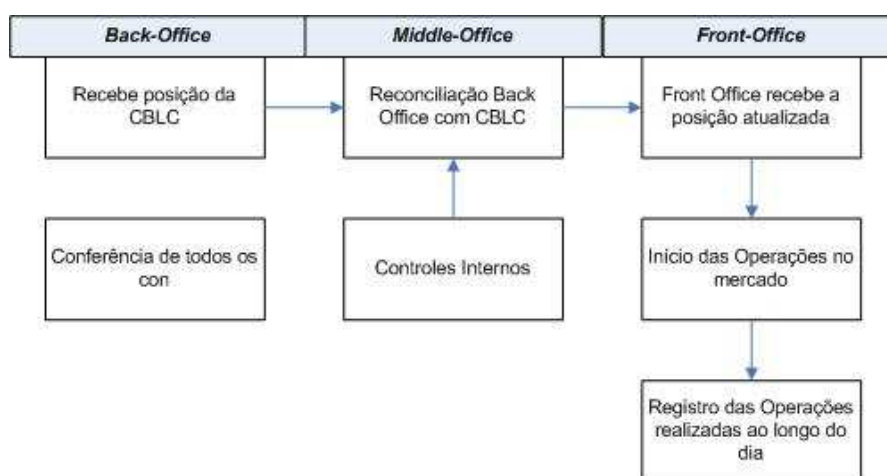 Back-Office
Middle-Office
Front-Office
Recebe posição da
CBLC
Reconciliação Back
Office com CBLC
Front Office recebe a
posição atualizada
Conferência de todos os
con
Controles Internos
Início das Operações no
mercado
Registro das Operações
realizadas ao longo do
dia